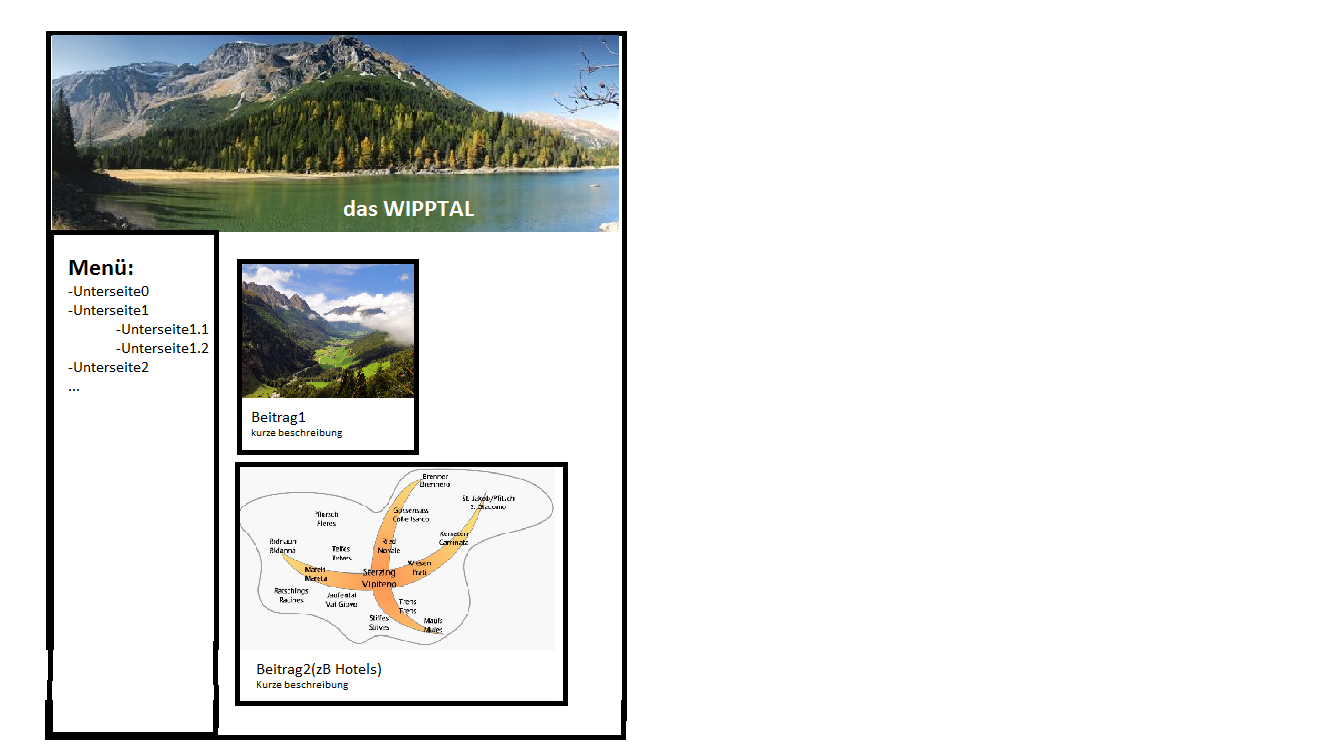 das WIPPTAL
Menü:
-Unterseite0
-Unterseite1
-Unterseite1.1
-Unterseite1.2
-Unterseite2
...
Beitrag1
kurze beschreibung
Brenner
Brennero
St. Jakob/Pfitsch
S. Giacomo
Gossensass
Colle Isarco
Pflersch
Fleres
Kematen
Caminata
Ridnaun
Ridanna
Ried
Novale
Telfes
Telves
Wiesen
Prati
Mareit
Mareta
Sterzing
Vipiteno
Ratschings
Racines
Jaufental
Val Giovo
Trens
Trens
Stilfes
Stilves
Mauls
Mules
Beitrag2(zB Hotels)
Kurze beschreibung